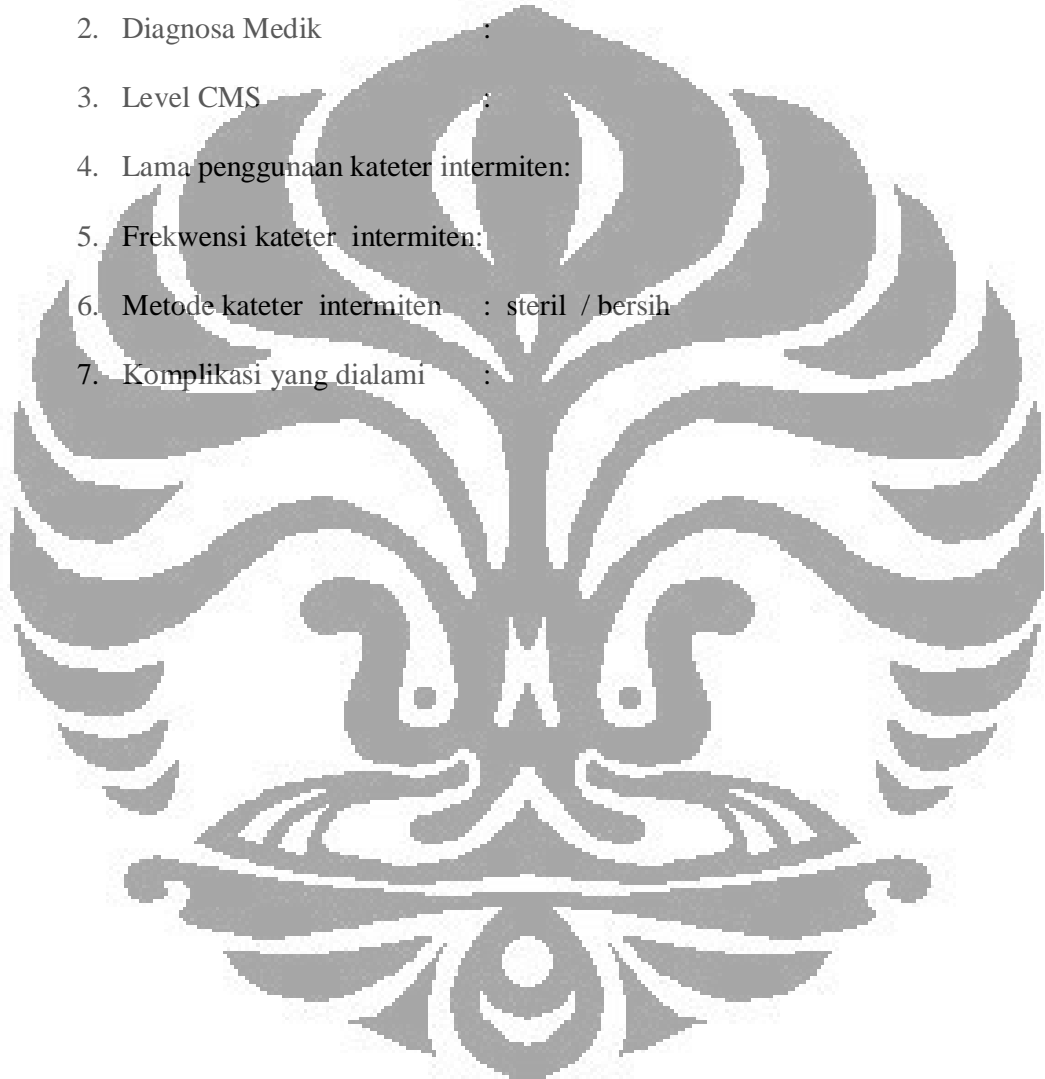 2. Diagnosa Medik :
3. Level CMS :
4. Lama penggunaan kateter intermiten:
5. Frekwensi kateter intermiten:
6. Metode kateter intermiten : steril / bersih
7. Komplikasi yang dialami :